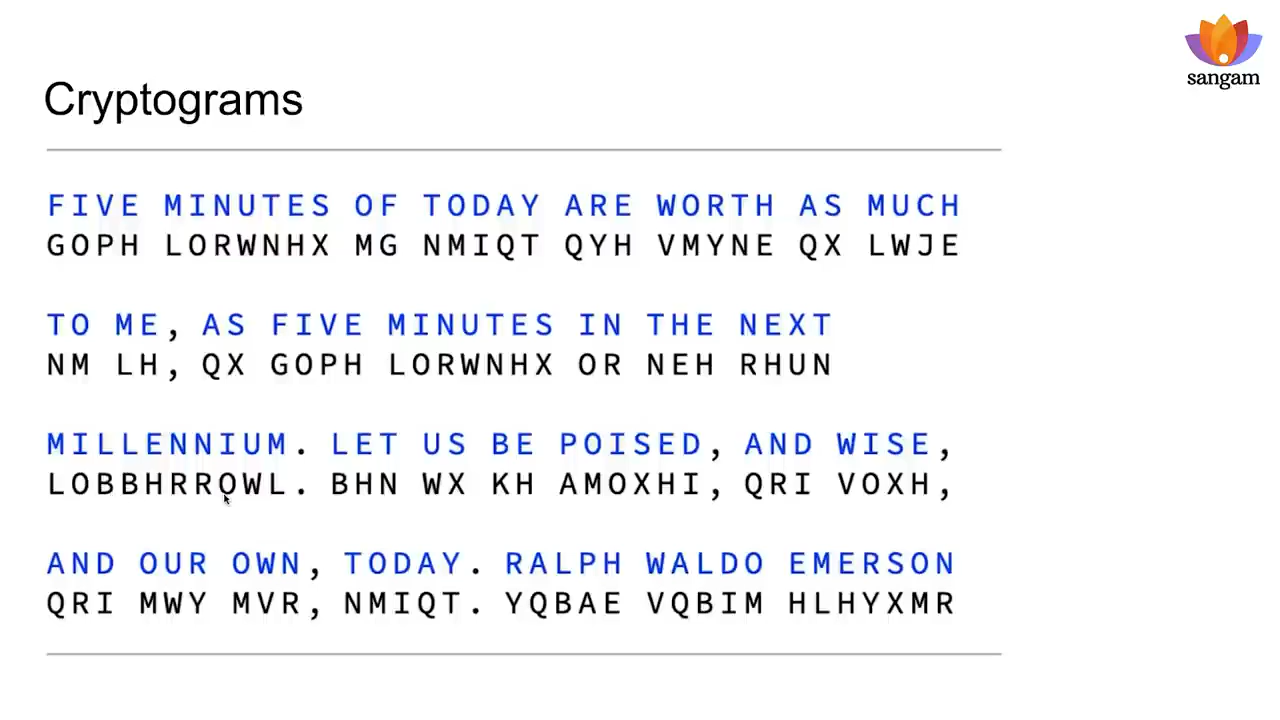 sangam
Cryptograms
FIVE MINUTES OF TODAY ARE WORTH AS MUCH
GOPH LORWNHX MG NMIQT QYH VMYNE QX LWJE
TO ME, AS FIVE MINUTES IN THE NEXT
NM LH, QX GOPH LORWNHX OR NEH RHUN
MILLENNIUM. LET US BE POISED, AND WISE,
LOBBHRROWL. BHN WX KH AMOXHI, QRI VOXH,
AND OUR OWN, TODAY. RALPH WALDO EMERSON
QRI MWY MVR, NMIQT. YQBAE VQBIM HLHYXMR